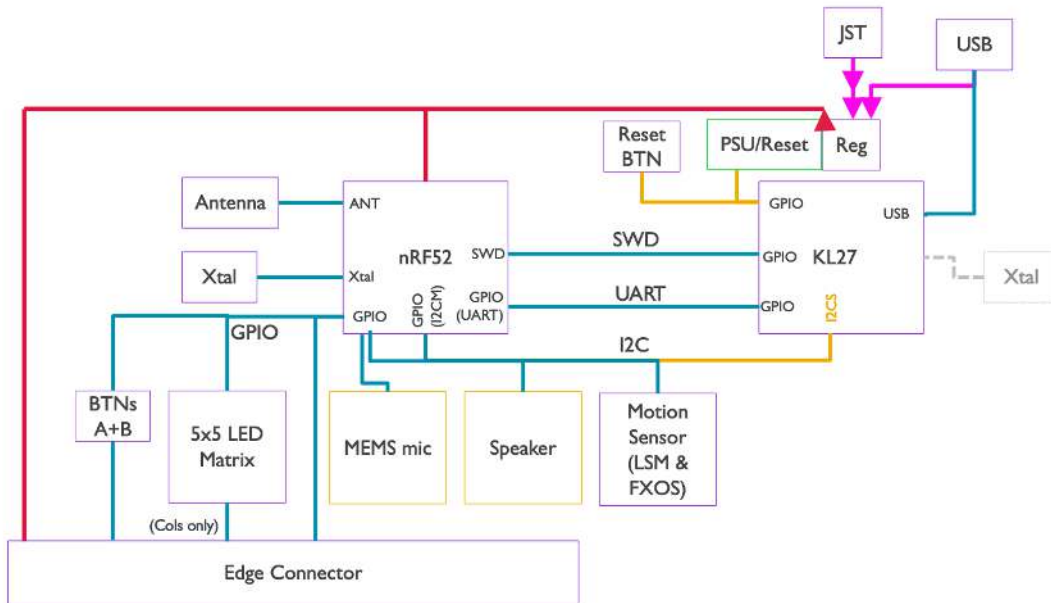 JST
USB
Reset
BTN
PSU/Reset
Reg
Antenna
ANT
GPIO
USB
SWD
nRF52
SWD
GPIO
KL27
Xtal
Xtal
Xtal
GPIO
GPIO
(I2CM)
GPIO
(UART)
UART
GPIO
I2CS
GPIO
I2C
BTNs
A+B
5x5 LED
Matrix
MEMS mic
Speaker
Motion
Sensor
(LSM &
FXOS)
(Cols only)
Edge Connector